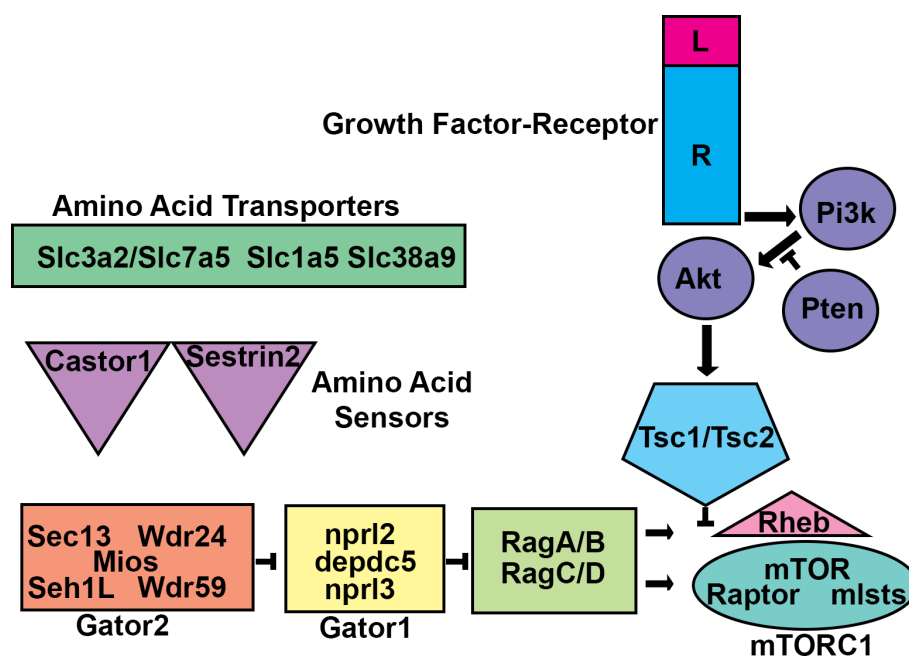 L
Growth Factor-Receptor
R
Amino Acid Transporters
Slc3a2/Slc7a5 Slc1a5 Slc38a9
Pi3k
Akt
Pten
Castor1
Sestrin2
Amino Acid
Sensors
Tsc1/Tsc2
Sec13 Wdr24
Mios
Seh1L Wdr59
Gator2
nprl2
depdc5
nprl3
Gator1
RagA/B
RagC/D
Rheb
mTOR
Raptor mlsts
mTORC1